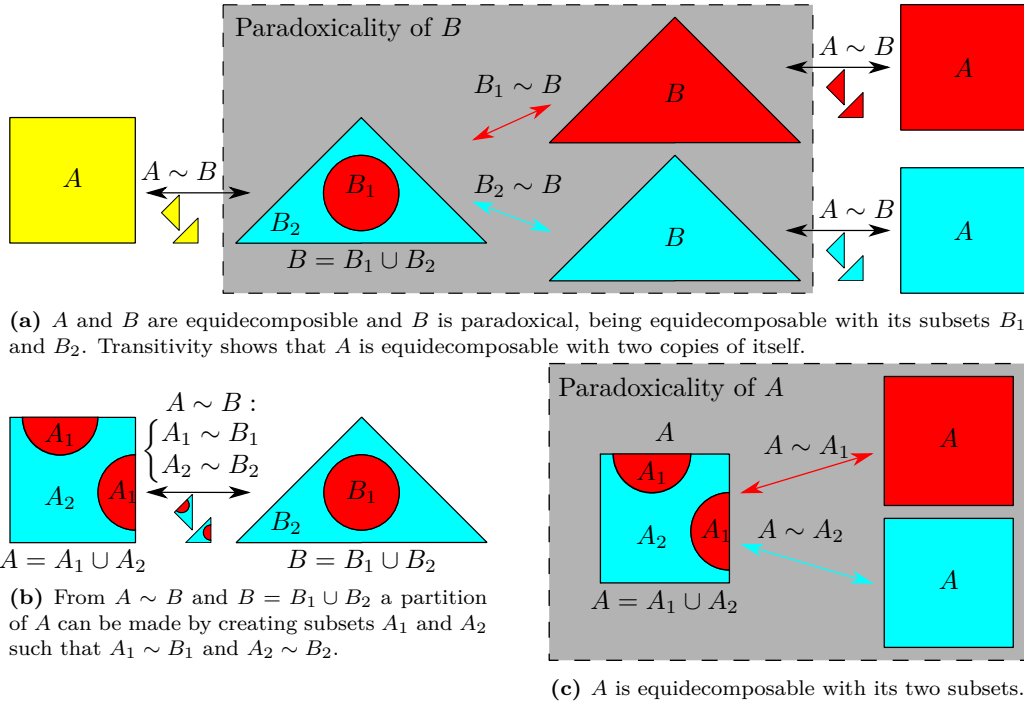 Paradoxicality of B
A
A ∼ B
B₁
B₂
B = B₁ ∪ B₂
B₁ ∼ B
B₂ ∼ B
B
B
A ∼ B
A
A ∼ B
A
(a) A and B are equidecomposible and B is paradoxical, being equidecomposable with its subsets B₁
and B₂. Transitivity shows that A is equidecomposable with two copies of itself.
A₁
A₂
A₁
A = A₁ ∪ A₂
A ∼ B :
A₁ ∼ B₁
A₂ ∼ B₂
B₁
B₂
B = B₁ ∪ B₂
(b) From A ∼ B and B = B₁ ∪ B₂ a partition
of A can be made by creating subsets A₁ and A₂
such that A₁ ∼ B₁ and A₂ ∼ B₂.
Paradoxicality of A
A
A₁
A₂
A₁
A = A₁ ∪ A₂
A ∼ A₁
A ∼ A₂
A
A
(c) A is equidecomposable with its two subsets.